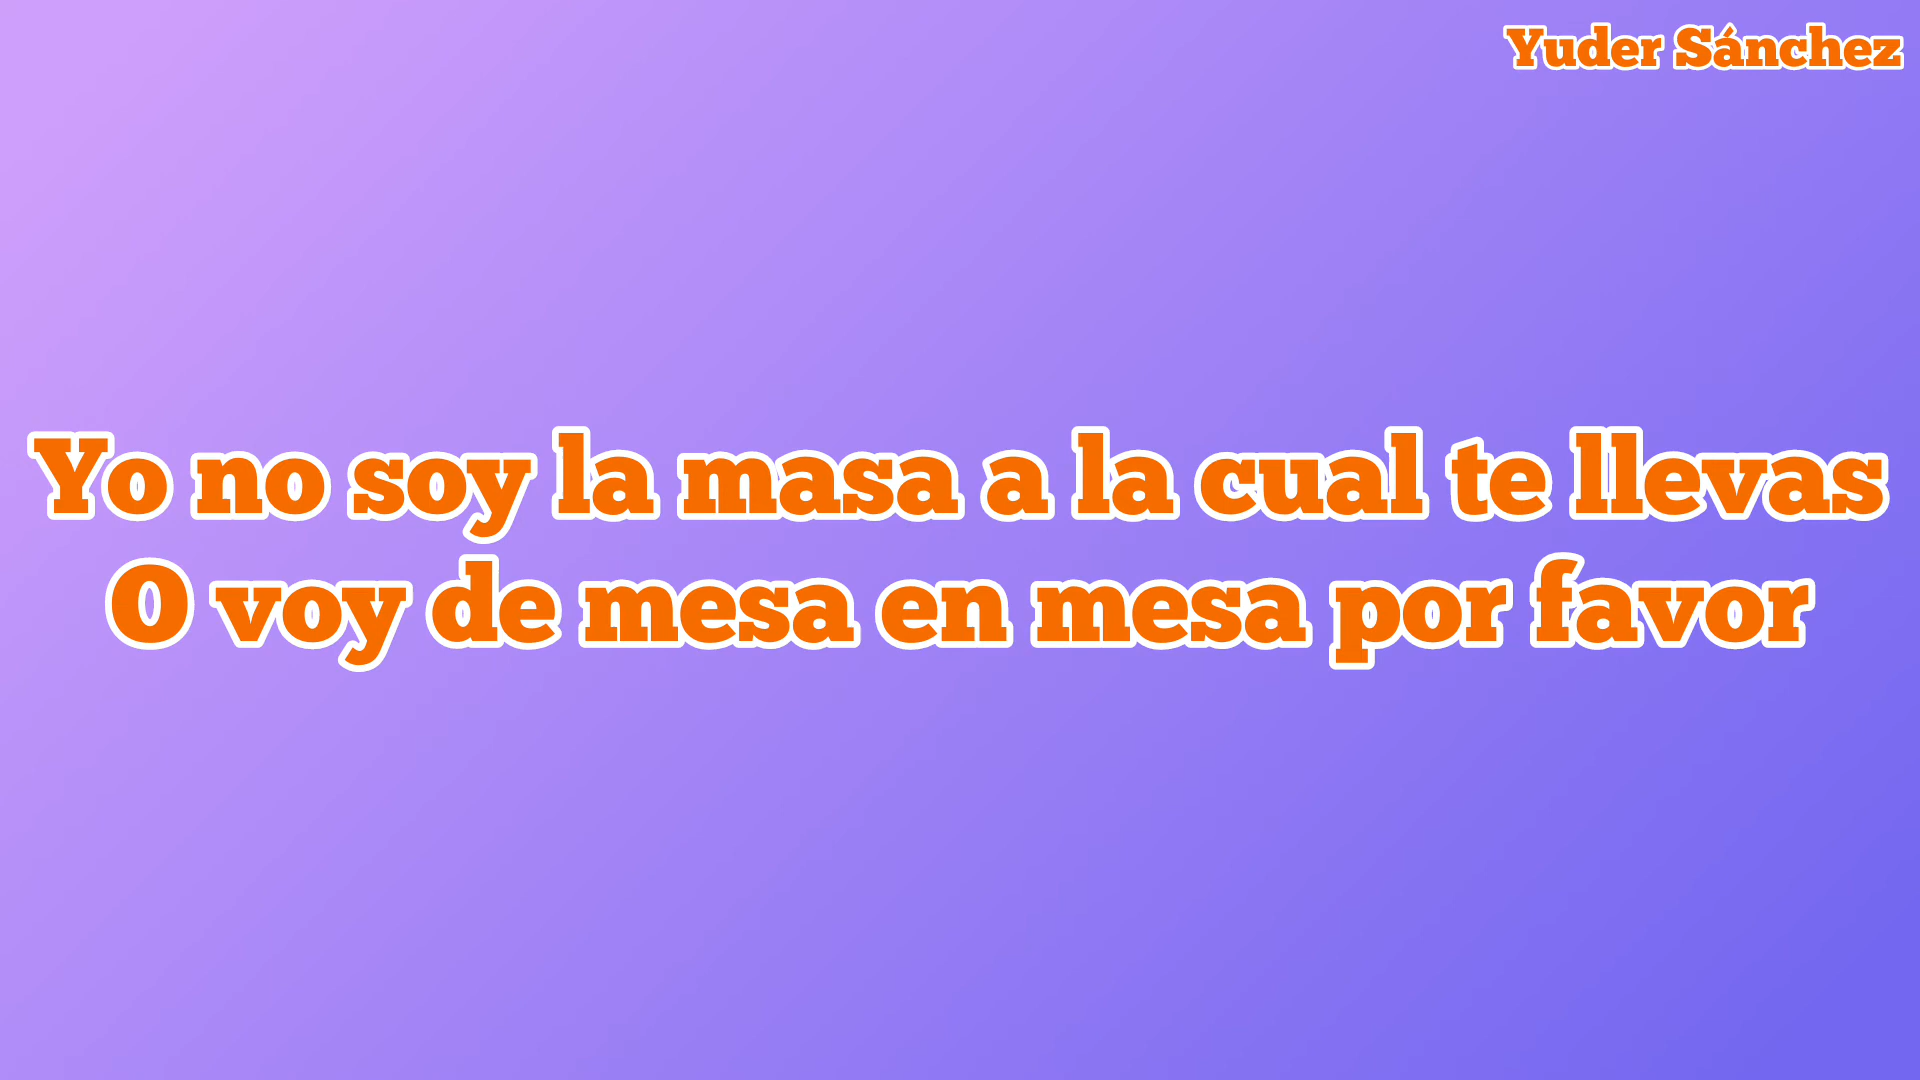 Yuder Sánchez
Yo no soy la masa a la cual te llevas
O voy de mesa en mesa por favor